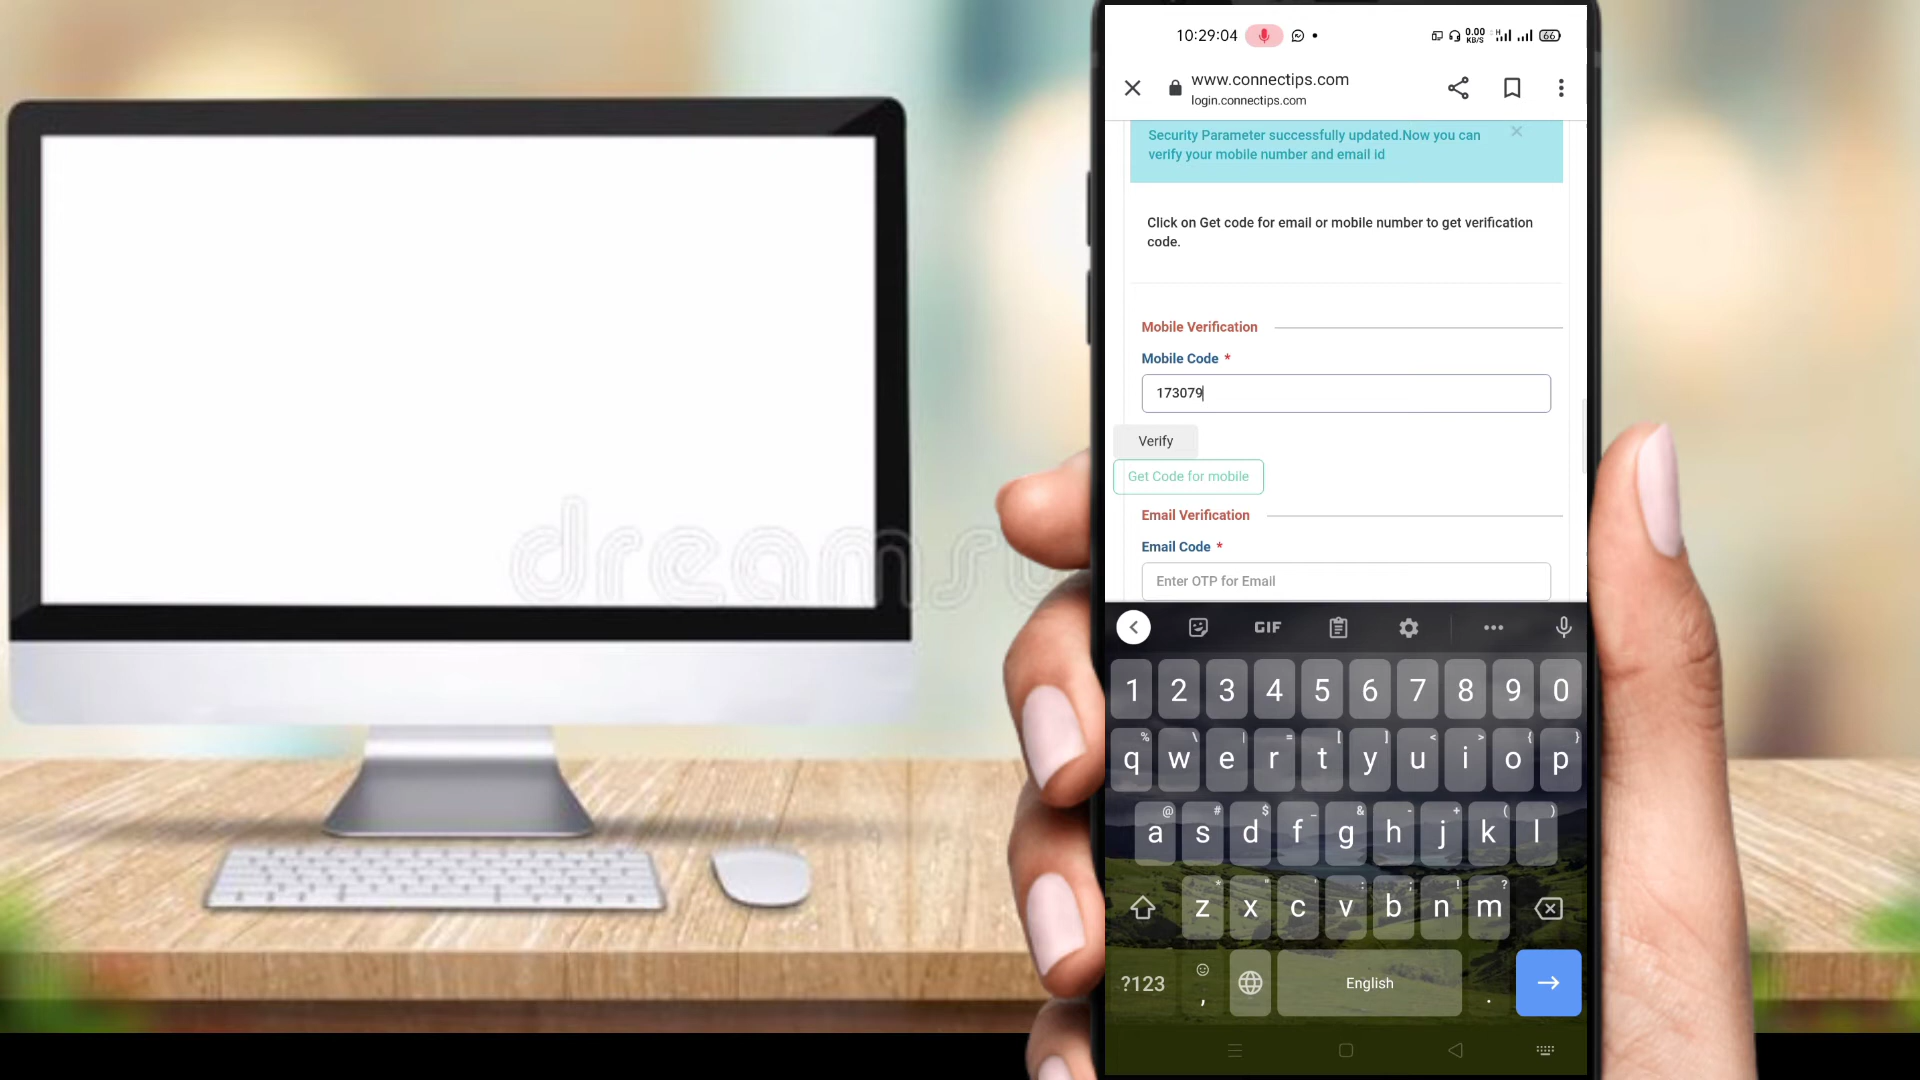 10:29:04
0.00
KB/S
66
www.connectips.com
login.connectips.com
Security Parameter successfully updated.Now you can
verify your mobile number and email id
Click on Get code for email or mobile number to get verification
code.
Mobile Verification
Mobile Code *
173079
Verify
Get Code for mobile
Email Verification
Email Code *
Enter OTP for Email
GIF
1 2 3 4 5 6 7 8 9 0
% \ | = [ ] < > { }
q w e r t y u i o p
@ # $ _ & - + ( )
a s d f g h j k l
* " ' : ; ! ?
z x c v b n m
?123 , English .